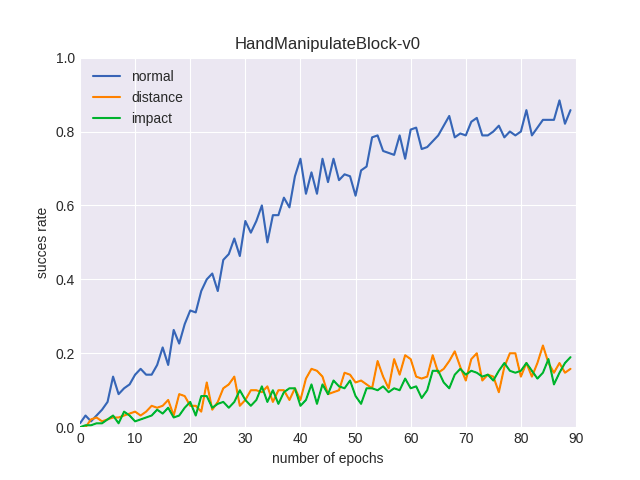 HandManipulateBlock-v0
1.0
0.8
0.6
0.4
0.2
0.0
succes rate
normal
distance
impact
0 10 20 30 40 50 60 70 80 90
number of epochs